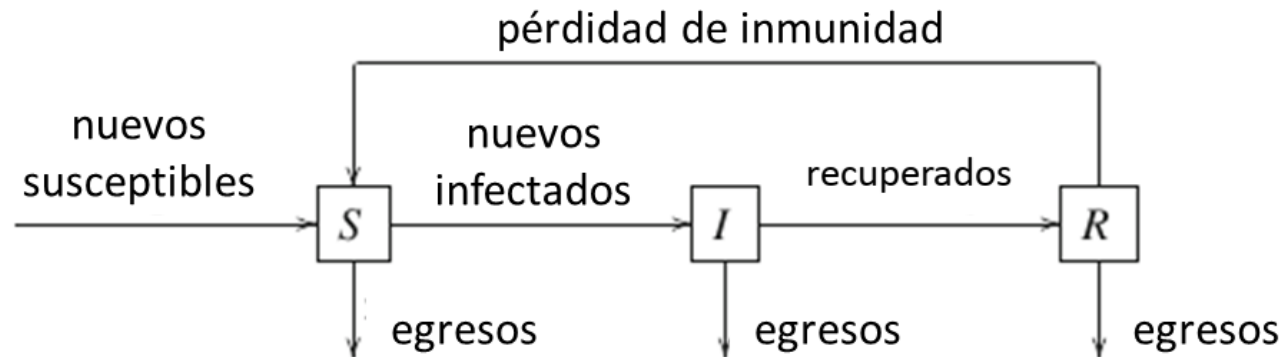 pérdidad de inmunidad
nuevos
susceptibles
nuevos
infectados
recuperados
S
I
R
egresos
egresos
egresos